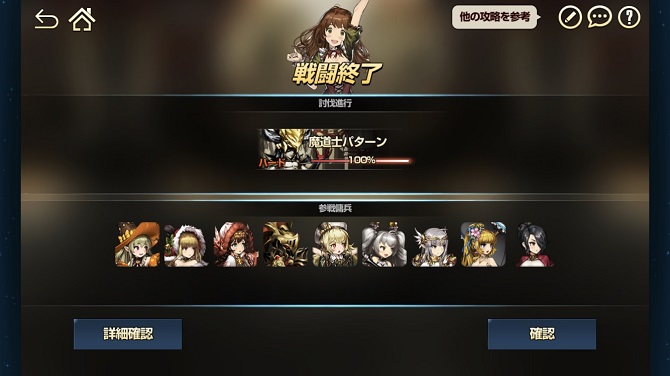 他の攻略を参考
戦闘終了
討伐進行
魔道士パターン
ハード
100%
参戦傭兵
詳細確認
確認